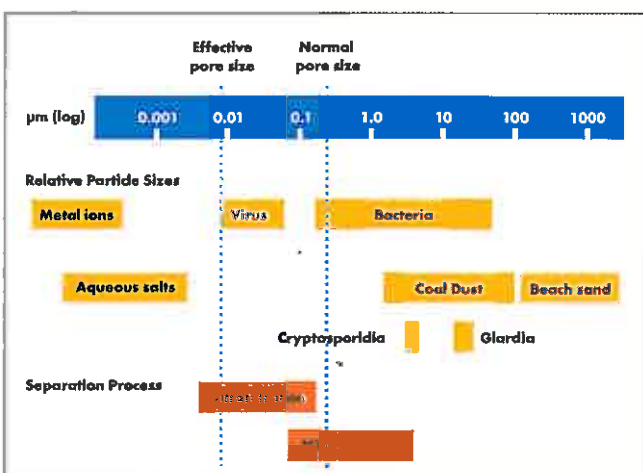 Effective
pore size
Normal
pore size
µm (log)
0.001
0.01
0.1
1.0
10
100
1000
Relative Particle Sizes
Metal ions
Virus
Bacteria
Aqueous salts
Coal Dust
Beach sand
Cryptosporidia
Giardia
Separation Process